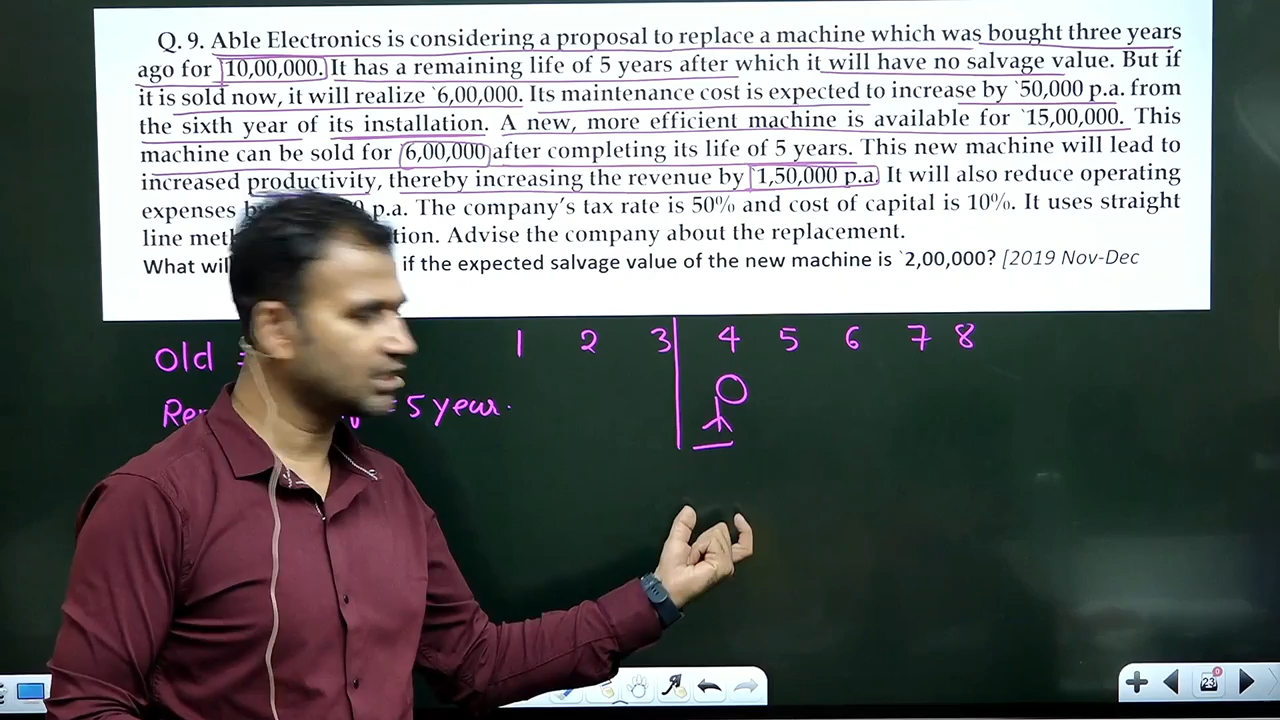 Q. 9. Able Electronics is considering a proposal to replace a machine which was bought three years
ago for 10,00,000. It has a remaining life of 5 years after which it will have no salvage value. But if
it is sold now, it will realize `6,00,000. Its maintenance cost is expected to increase by `50,000 p.a. from
the sixth year of its installation. A new, more efficient machine is available for `15,00,000. This
machine can be sold for 6,00,000 after completing its life of 5 years. This new machine will lead to
increased productivity, thereby increasing the revenue by `1,50,000 p.a. It will also reduce operating
expenses p.a. The company's tax rate is 50% and cost of capital is 10%. It uses straight
line Advise the company about the replacement.
What if the expected salvage value of the new machine is `2,00,000? [2019 Nov-Dec
1 2 3 4 5 6 7 8
Old
5 year.
23